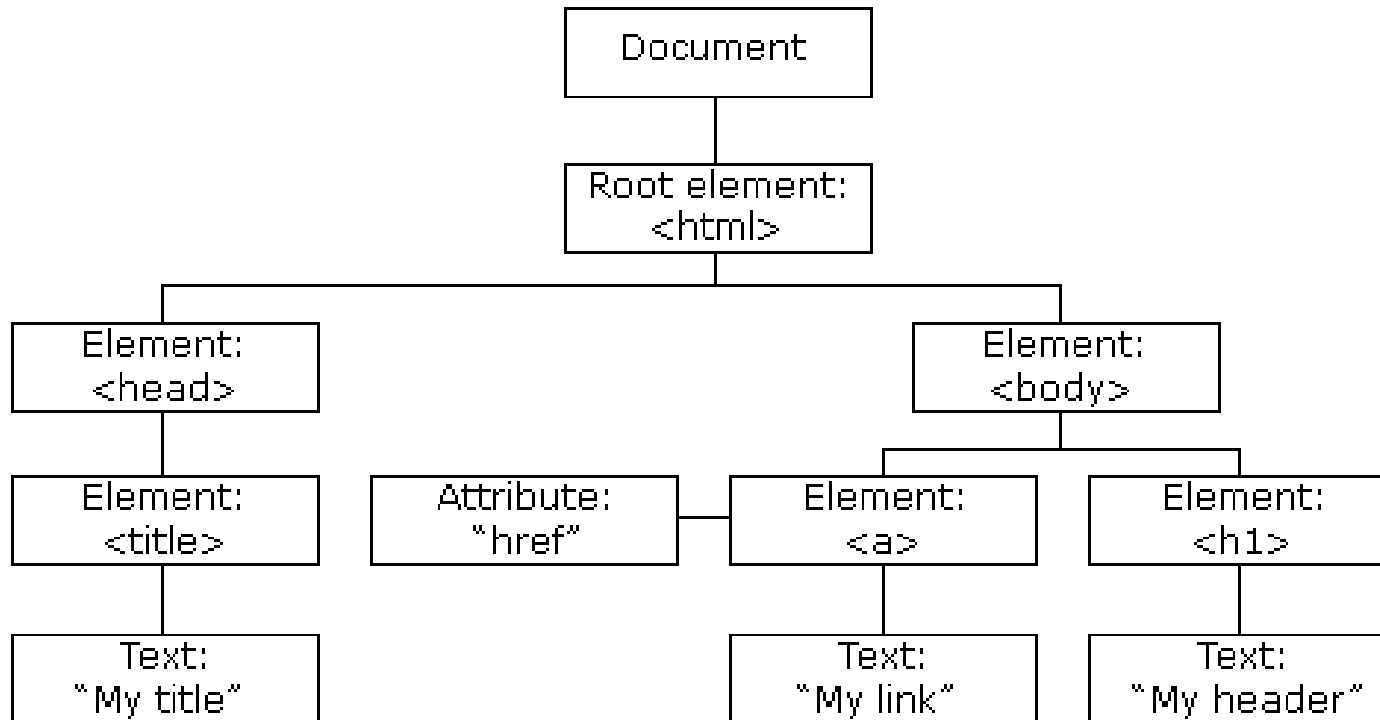 Document
Root element:
<html>
Element:
<head>
Element:
<body>
Element:
<title>
Attribute:
“href”
Element:
<a>
Element:
<h1>
Text:
“My title”
Text:
“My link”
Text:
“My header”